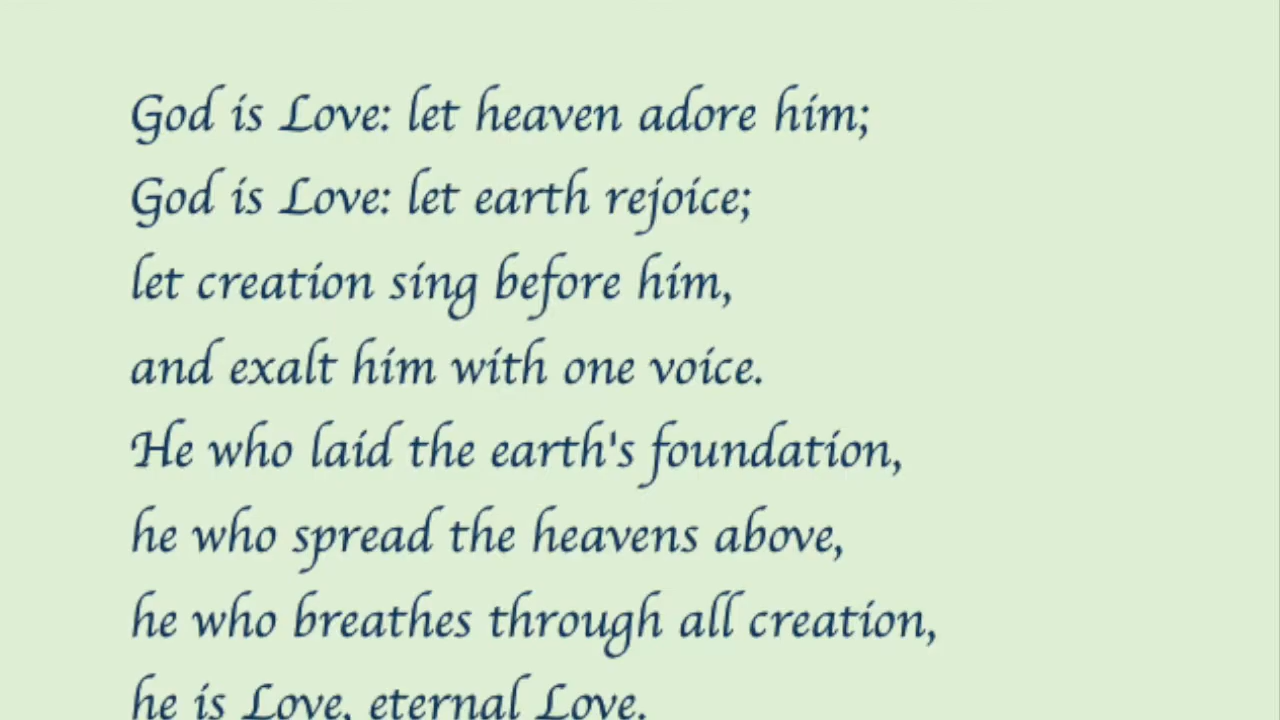 God is Love: let heaven adore him;
God is Love: let earth rejoice;
let creation sing before him,
and exalt him with one voice.
He who laid the earth's foundation,
he who spread the heavens above,
he who breathes through all creation,
he is Love, eternal Love.